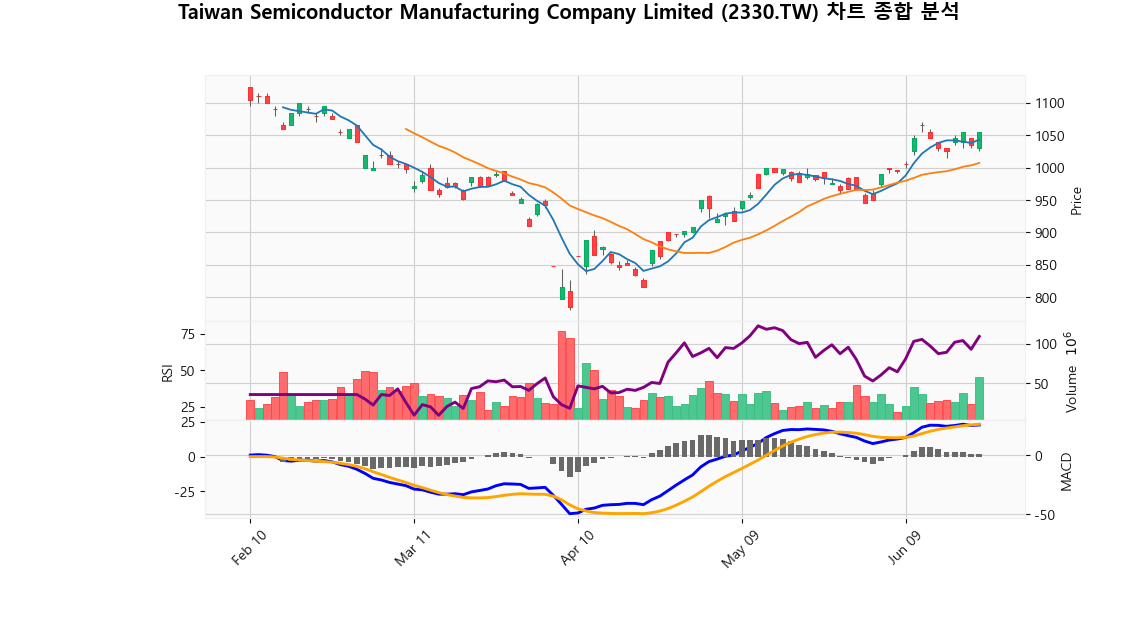 Taiwan Semiconductor Manufacturing Company Limited (2330.TW) 차트 종합 분석
1100
1050
1000
950
900
850
800
Price
75
50
25
RSI
100
50
Volume 10⁶
25
0
-25
0
-50
MACD
Feb 10
Mar 11
Apr 10
May 09
Jun 09